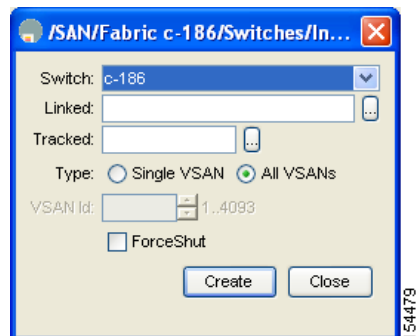 /SAN/Fabric c-186/Switches/In...
Switch: c-186
Linked: ...
Tracked: ...
Type: Single VSAN All VSANs
VSAN Id: 1..4093
ForceShut
Create Close
54479